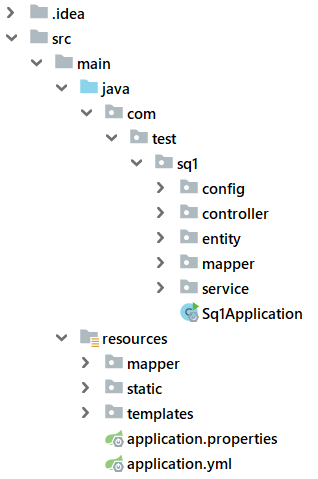 .idea
src
main
java
com
test
sq1
config
controller
entity
mapper
service
Sq1Application
resources
mapper
static
templates
application.properties
application.yml